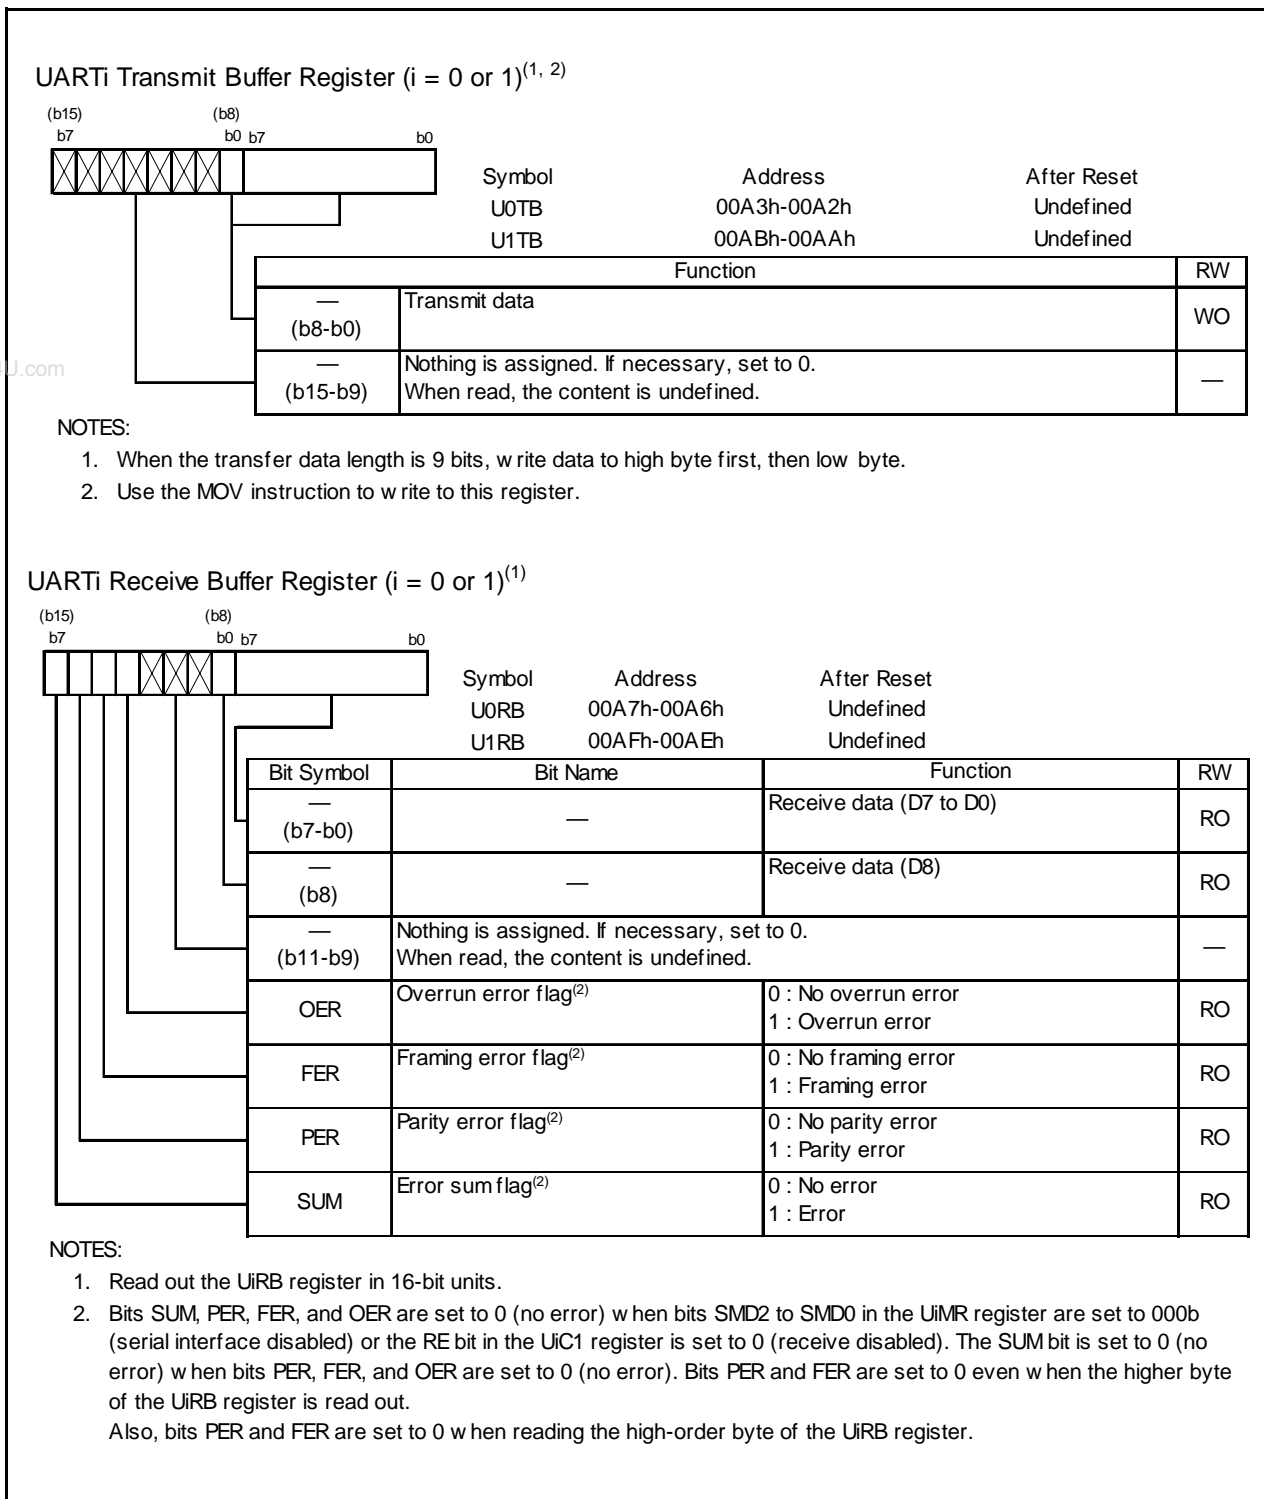 UARTi Transmit Buffer Register (i = 0 or 1)(1, 2)
(b15) (b8)
b7 b0 b7 b0
Symbol Address After Reset
U0TB 00A3h-00A2h Undefined
U1TB 00ABh-00AAh Undefined
Function RW
— Transmit data
(b8-b0) WO
— Nothing is assigned. If necessary, set to 0.
(b15-b9) When read, the content is undefined. —
U.com
NOTES:
1. When the transfer data length is 9 bits, write data to high byte first, then low byte.
2. Use the MOV instruction to write to this register.
UARTi Receive Buffer Register (i = 0 or 1)(1)
(b15) (b8)
b7 b0 b7 b0
Symbol Address After Reset
U0RB 00A7h-00A6h Undefined
U1RB 00AFh-00AEh Undefined
Bit Symbol Bit Name Function RW
— Receive data (D7 to D0)
(b7-b0) — RO
— Receive data (D8)
(b8) — RO
— Nothing is assigned. If necessary, set to 0.
(b11-b9) When read, the content is undefined. —
OER Overrun error flag(2) 0 : No overrun error RO
1 : Overrun error
FER Framing error flag(2) 0 : No framing error RO
1 : Framing error
PER Parity error flag(2) 0 : No parity error RO
1 : Parity error
SUM Error sum flag(2) 0 : No error RO
1 : Error
NOTES:
1. Read out the UiRB register in 16-bit units.
2. Bits SUM, PER, FER, and OER are set to 0 (no error) when bits SMD2 to SMD0 in the UiMR register are set to 000b
(serial interface disabled) or the RE bit in the UiC1 register is set to 0 (receive disabled). The SUM bit is set to 0 (no
error) when bits PER, FER, and OER are set to 0 (no error). Bits PER and FER are set to 0 even when the higher byte
of the UiRB register is read out.
Also, bits PER and FER are set to 0 when reading the high-order byte of the UiRB register.